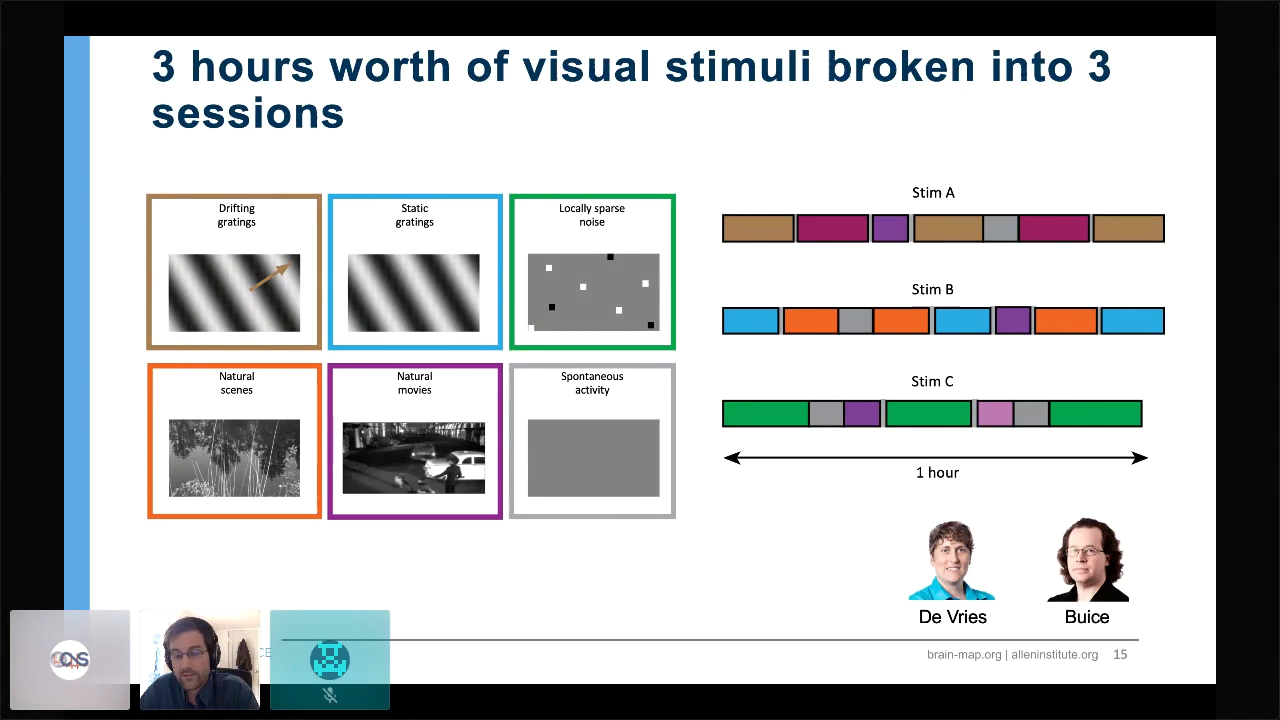 3 hours worth of visual stimuli broken into 3
sessions
Drifting
gratings
Static
gratings
Locally sparse
noise
Natural
scenes
Natural
movies
Spontaneous
activity
Stim A
Stim B
Stim C
1 hour
De Vries
Buice
brain-map.org | alleninstitute.org 15